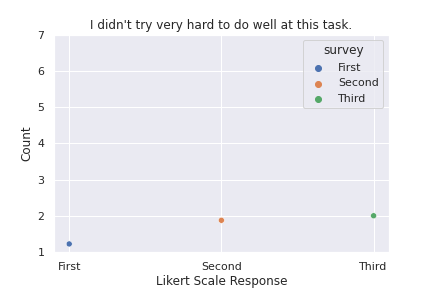 I didn't try very hard to do well at this task.
7
6
5
4
3
2
1
Count
survey
First
Second
Third
First Second Third
Likert Scale Response